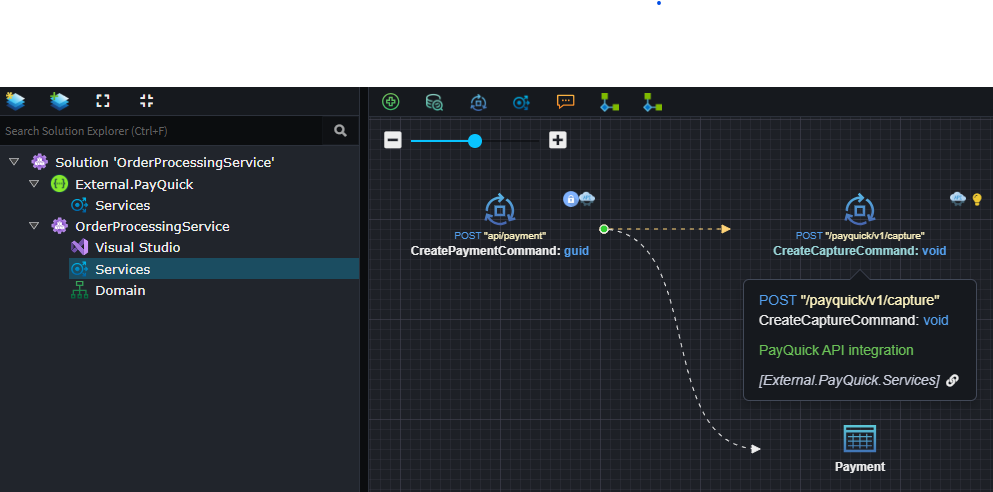 Search Solution Explorer (Ctrl+F)
Solution 'OrderProcessingService'
External.PayQuick
Services
OrderProcessingService
Visual Studio
Services
Domain
POST "api/payment"
CreatePaymentCommand: guid
POST "/payquick/v1/capture"
CreateCaptureCommand: void
POST "/payquick/v1/capture"
CreateCaptureCommand: void
PayQuick API integration
[External.PayQuick.Services]
Payment